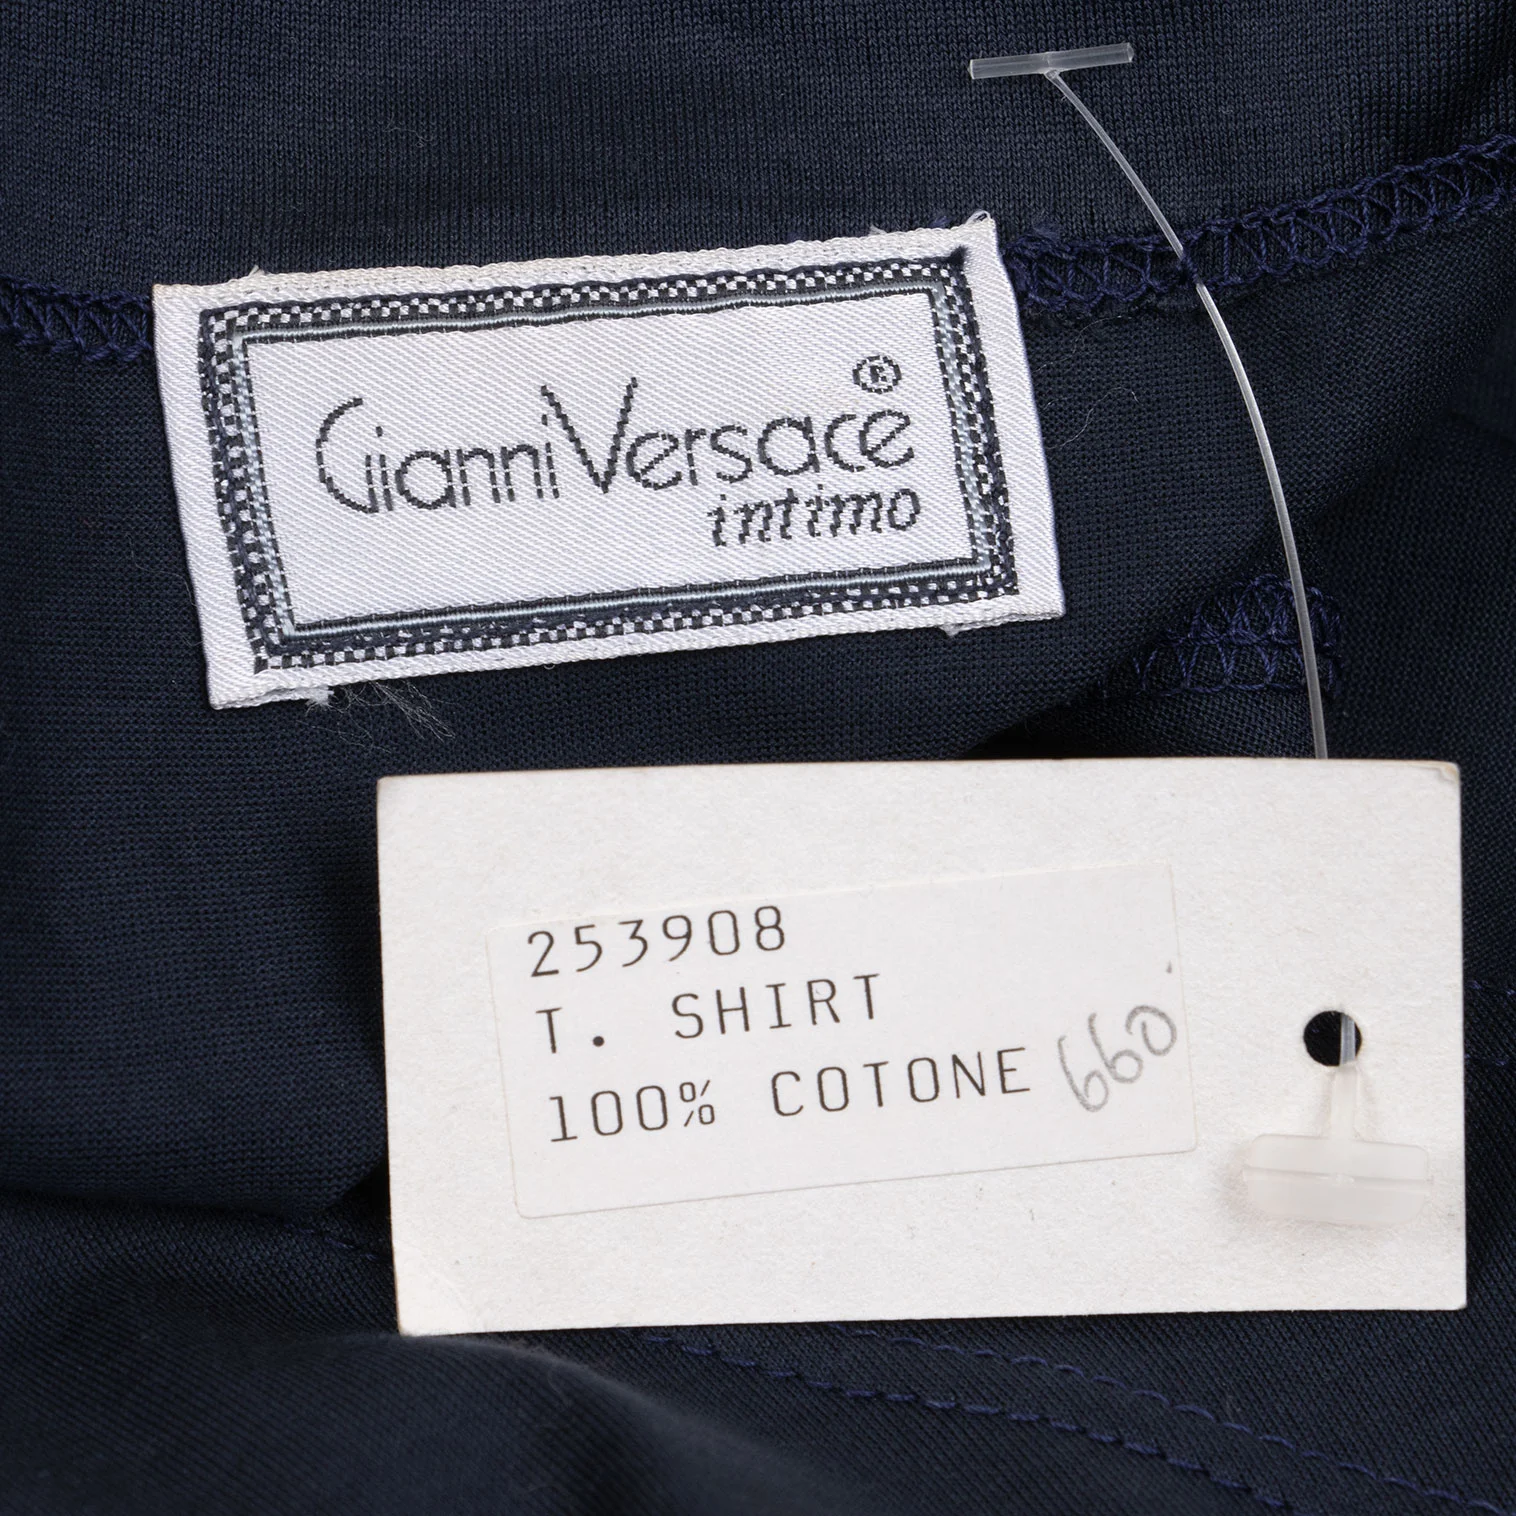 Gianni Versace ®
intimo
253908
T. SHIRT
100% COTONE 660